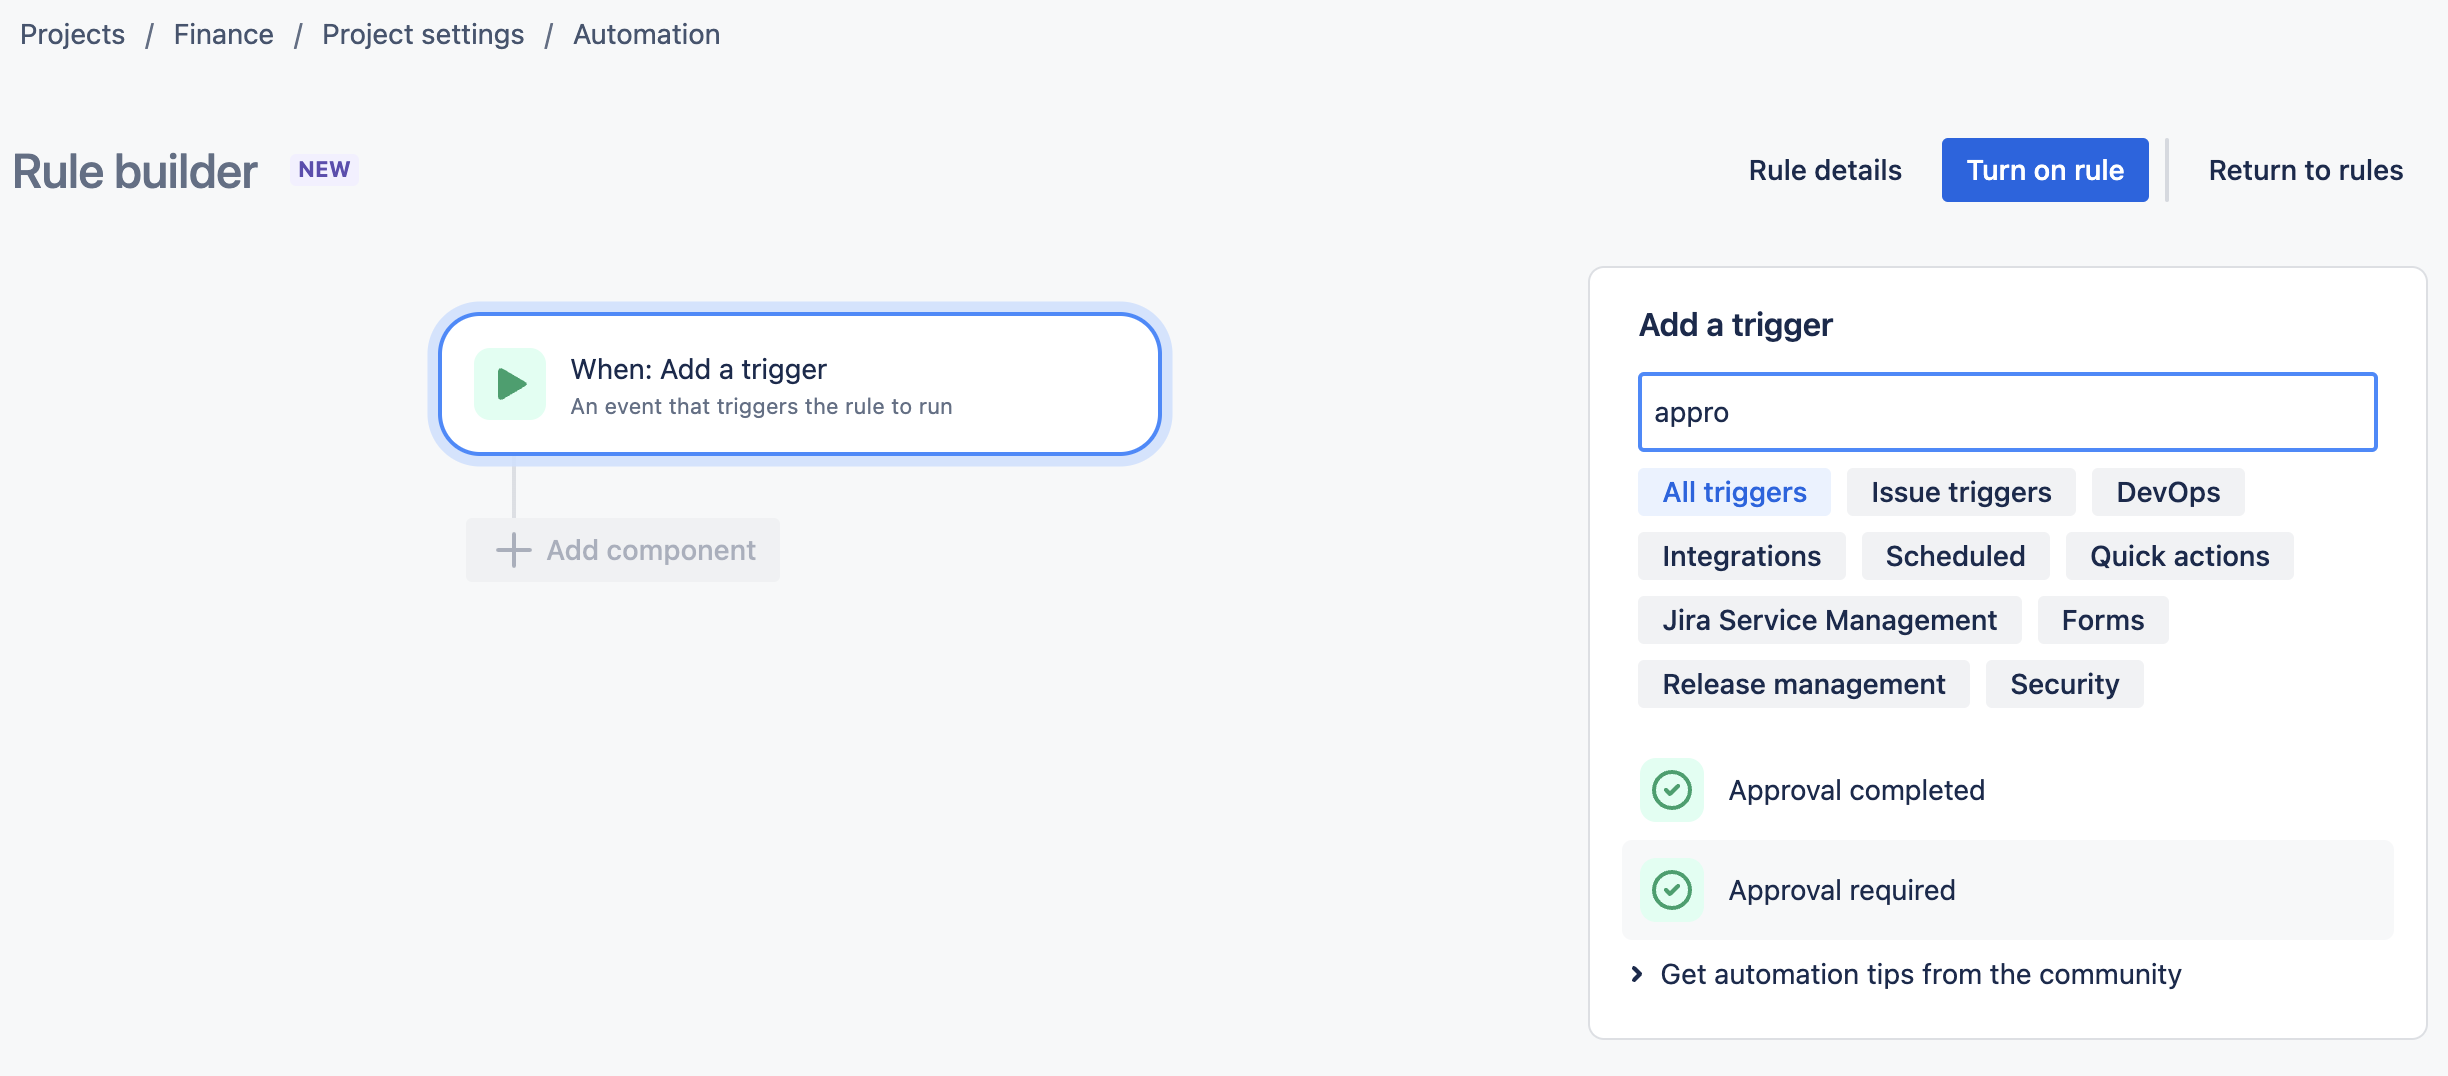 Projects / Finance / Project settings / Automation
Rule builder NEW
Rule details Turn on rule Return to rules
When: Add a trigger
An event that triggers the rule to run
Add component
Add a trigger
appro
All triggers Issue triggers DevOps
Integrations Scheduled Quick actions
Jira Service Management Forms
Release management Security
Approval completed
Approval required
Get automation tips from the community